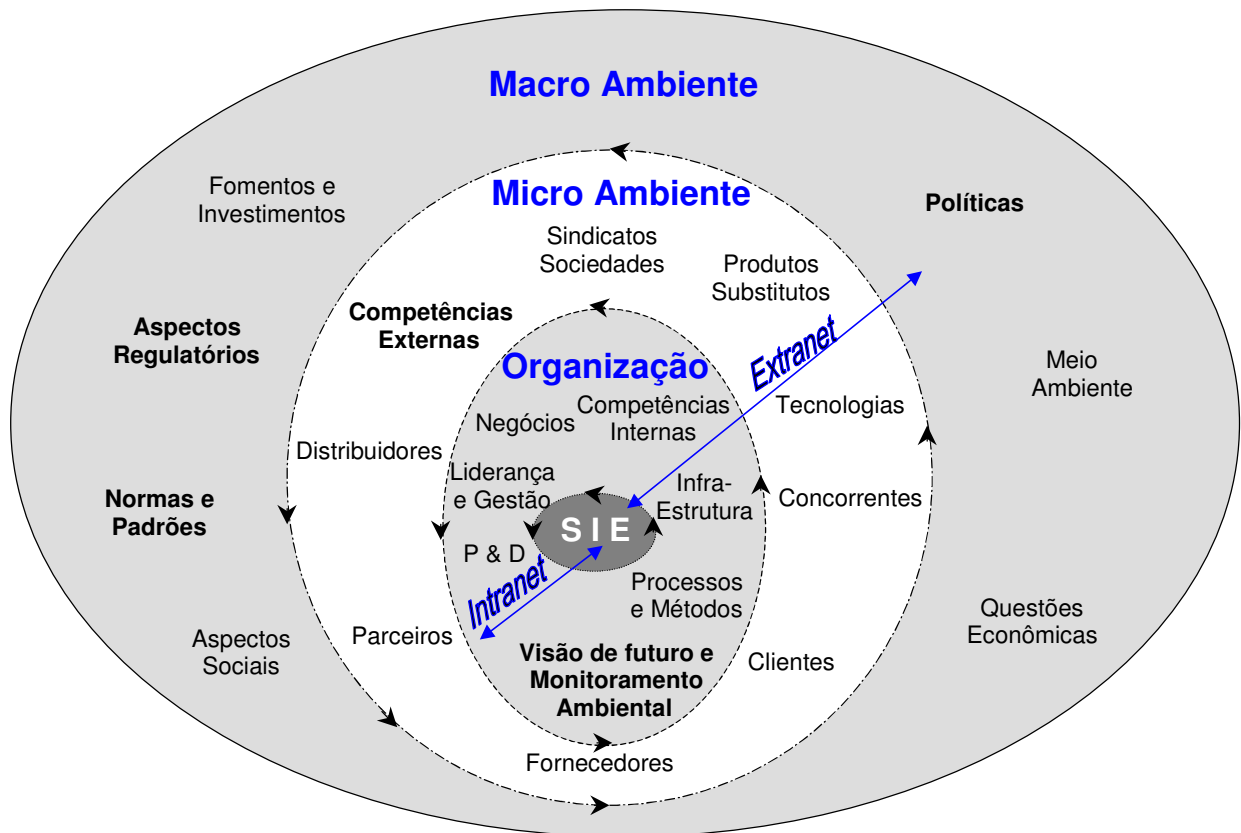 Macro Ambiente
Fomentos e
Investimentos
Micro Ambiente
Políticas
Sindicatos
Sociedades
Produtos
Substitutos
Competências
Externas
Aspectos
Regulatórios
Extranet
Organização
Meio
Ambiente
Negócios
Competências
Internas
Tecnologias
Distribuidores
Liderança
e Gestão
Infra-
Estrutura
Concorrentes
Normas e
Padrões
S I E
P & D
Intranet
Processos
e Métodos
Questões
Econômicas
Aspectos
Sociais
Parceiros
Visão de futuro e
Monitoramento
Ambiental
Clientes
Fornecedores